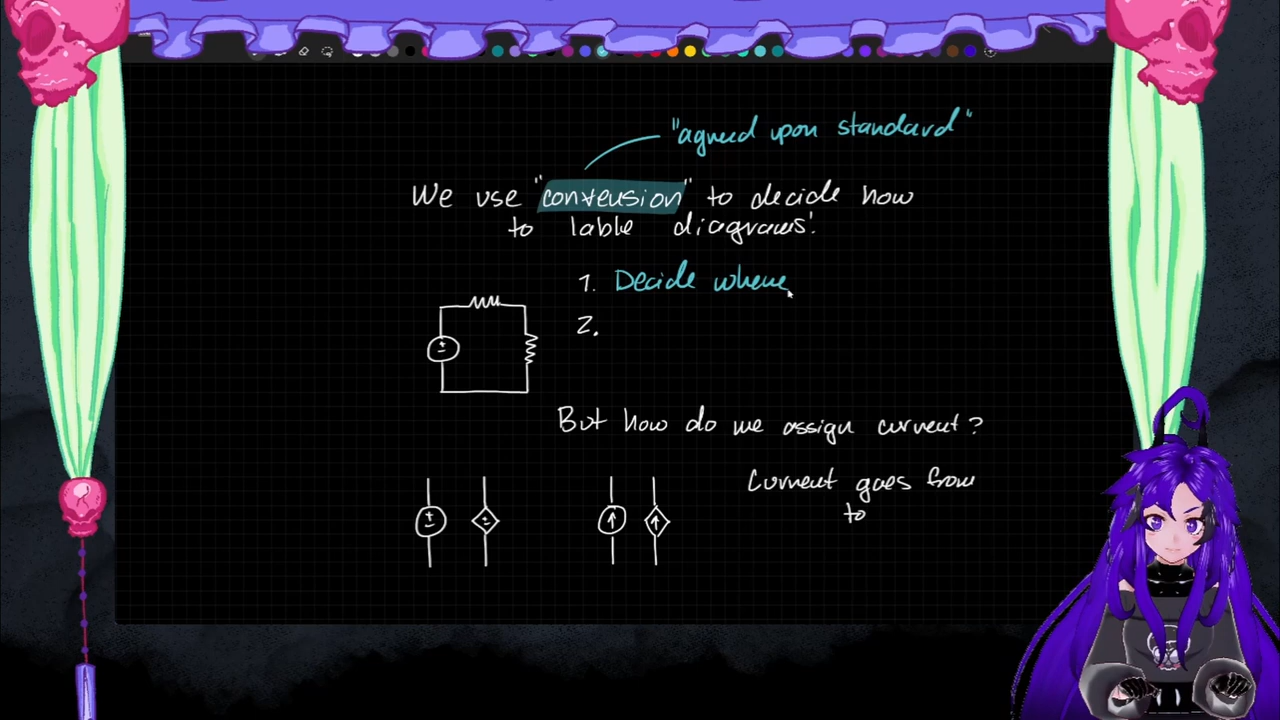 "agreed upon standard"
We use "convension" to decide how
to lable diagrams!
1. Decide where
2.
But how do we assign current?
Current goes from
to